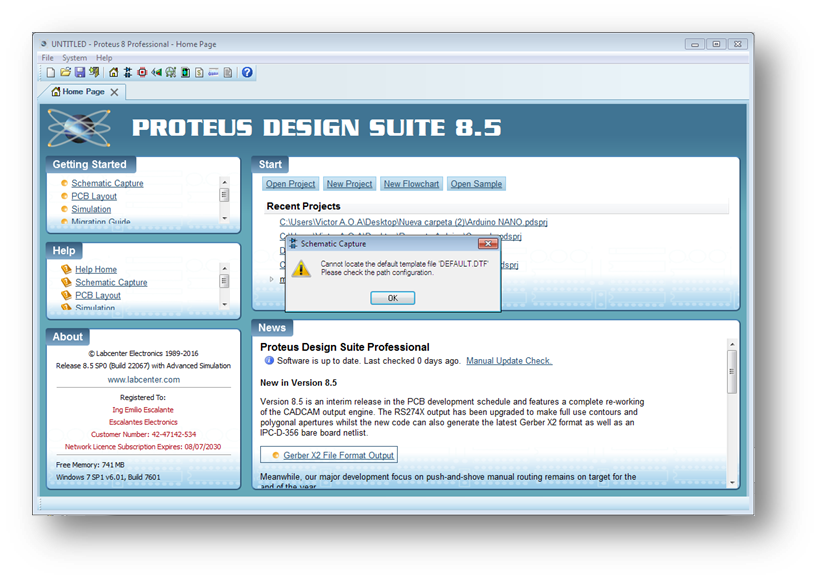 UNTITLED - Proteus 8 Professional - Home Page
File System Help
Home Page
PROTEUS DESIGN SUITE 8.5
Getting Started
Schematic Capture
PCB Layout
Simulation
Migration Guide
Help
Help Home
Schematic Capture
PCB Layout
Simulation
About
© Labcenter Electronics 1989-2016
Release 8.5 SP0 (Build 22067) with Advanced Simulation
www.labcenter.com
Registered To:
Ing Emilio Escalante
Escalantes Electronics
Customer Number: 42-47142-534
Network Licence Subscription Expires: 08/07/2030
Free Memory: 741 MB
Windows 7 SP1 v6.01, Build 7601
Start
Open Project New Project New Flowchart Open Sample
Recent Projects
C:\Users\Victor A.O.A\Desktop\Nueva carpeta (2)\Arduino NANO.pdsprj
Schematic Capture
Cannot locate the default template file 'DEFAULT.DTF'
Please check the path configuration.
OK
News
Proteus Design Suite Professional
Software is up to date. Last checked 0 days ago. Manual Update Check.
New in Version 8.5
Version 8.5 is an interim release in the PCB development schedule and features a complete re-working
of the CADCAM output engine. The RS274X output has been upgraded to make full use contours and
polygonal apertures whilst the new code can also generate the latest Gerber X2 format as well as an
IPC-D-356 bare board netlist.
Gerber X2 File Format Output
Meanwhile, our major development focus on push-and-shove manual routing remains on target for the
end of the year